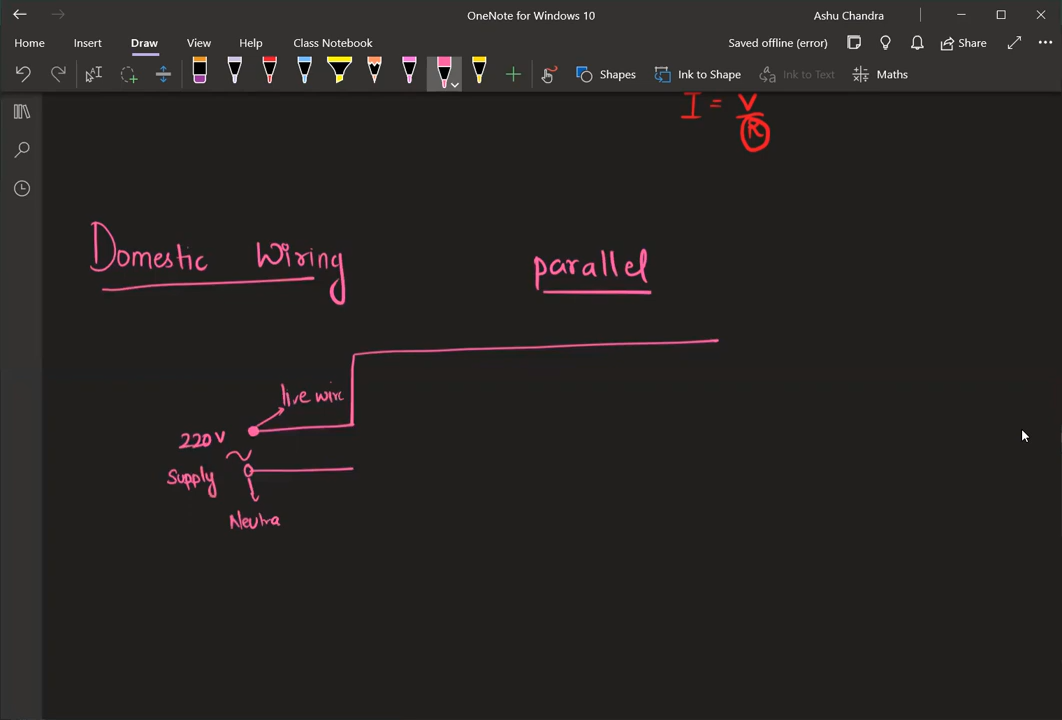 OneNote for Windows 10
Ashu Chandra
Home Insert Draw View Help Class Notebook
Saved offline (error)
Share
Shapes
Ink to Shape
Ink to Text
Maths
I = V
R
Domestic Wiring
parallel
live wire
220 V
Supply
Neutra